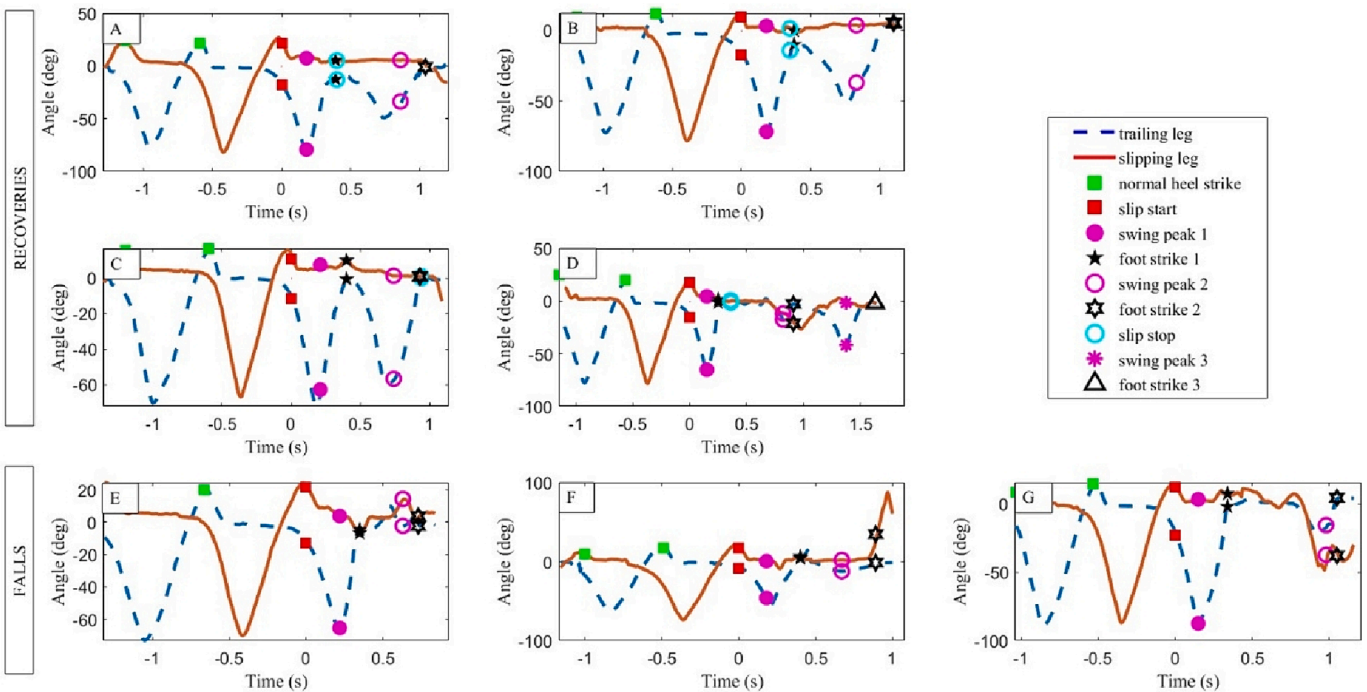 RECOVERIES
A
50
0
-50
-100
Angle (deg)
-1
-0.5
0
0.5
1
Time (s)
B
0
-50
-100
Angle (deg)
-1
-0.5
0
0.5
1
Time (s)
C
0
-20
-40
-60
Angle (deg)
-1
-0.5
0
0.5
1
Time (s)
D
50
0
-50
-100
Angle (deg)
-1
-0.5
0
0.5
1
1.5
Time (s)
trailing leg
slipping leg
normal heel strike
slip start
swing peak 1
foot strike 1
swing peak 2
foot strike 2
slip stop
swing peak 3
foot strike 3
FALLS
E
20
0
-20
-40
-60
Angle (deg)
-1
-0.5
0
0.5
Time (s)
F
100
0
-100
Angle (deg)
-1
-0.5
0
0.5
1
Time (s)
G
0
-50
-100
Angle (deg)
-1
-0.5
0
0.5
1
Time (s)